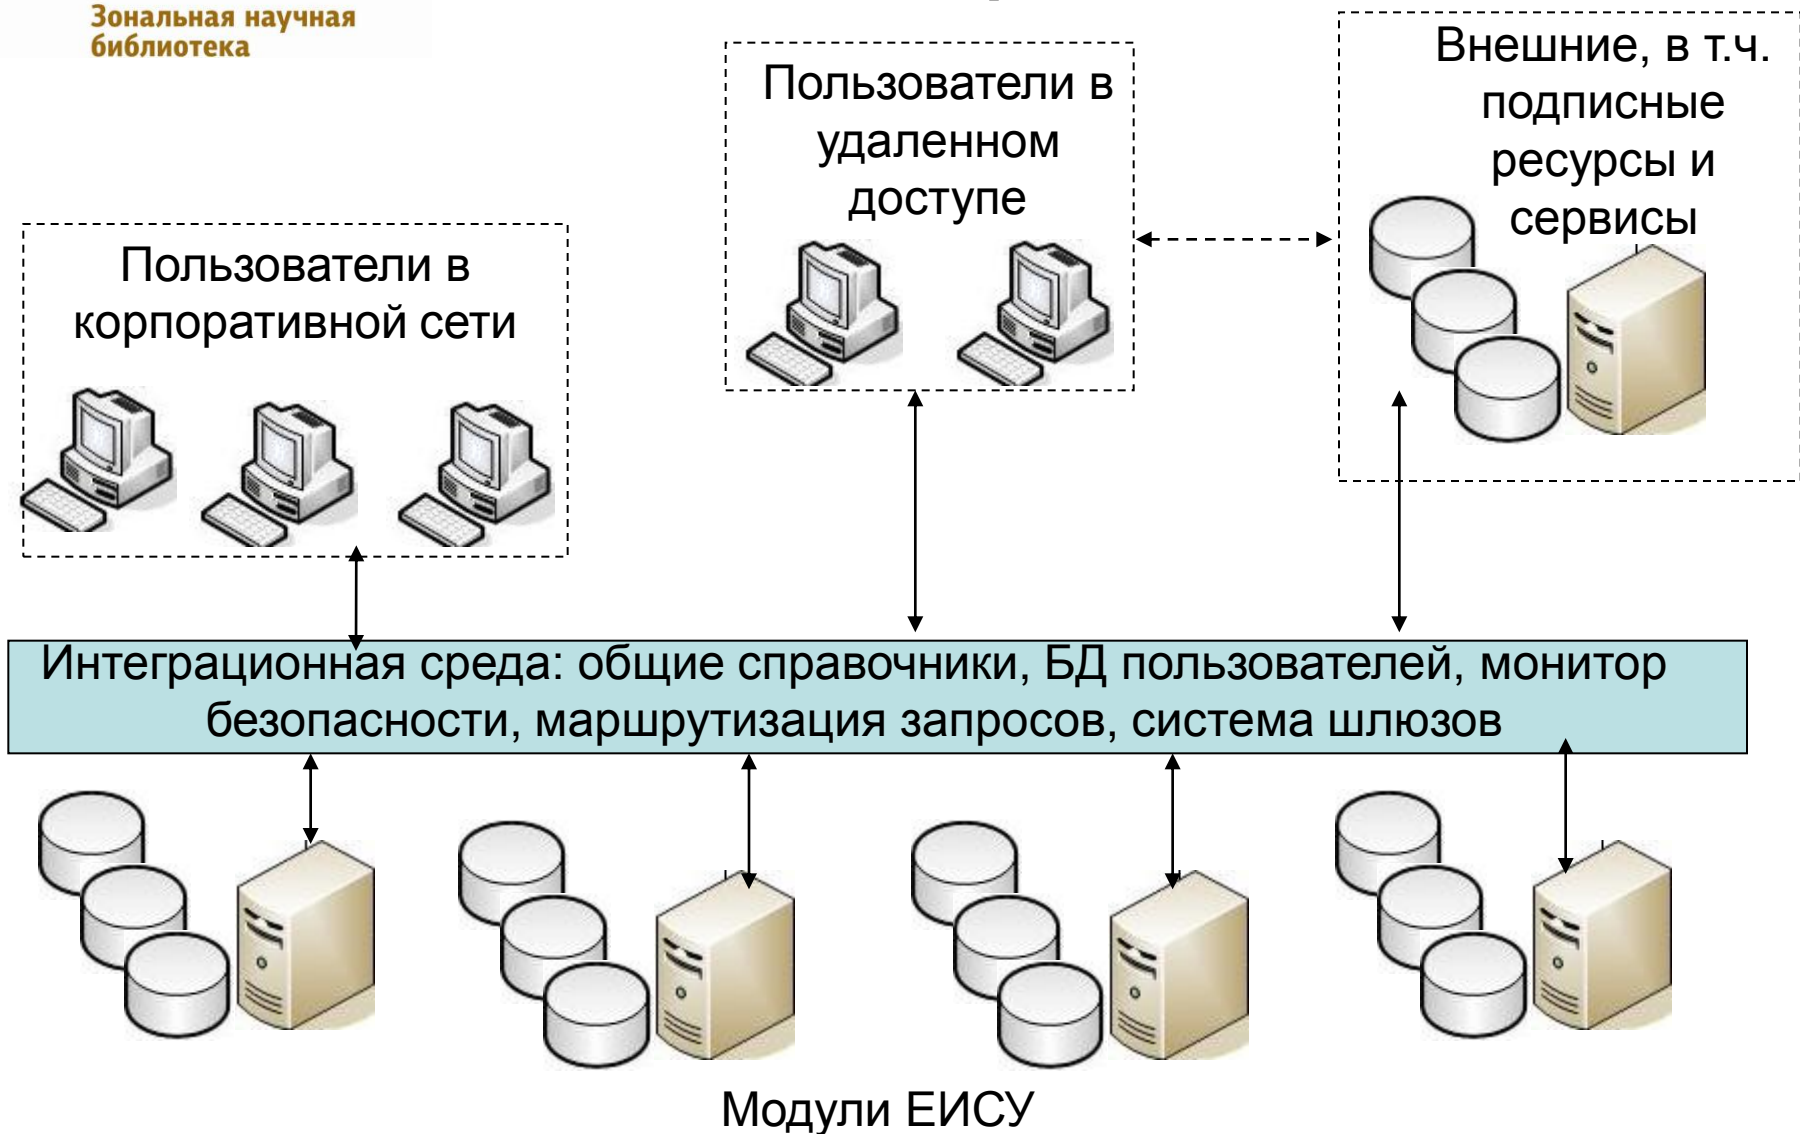 Зональная научная
библиотека
Пользователи в
удаленном
доступе
Внешние, в т.ч.
подписные
ресурсы и
сервисы
Пользователи в
корпоративной сети
Интеграционная среда: общие справочники, БД пользователей, монитор
безопасности, маршрутизация запросов, система шлюзов
Модули ЕИСУ